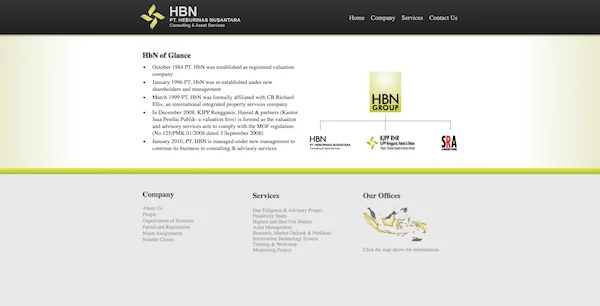 HBN
PT. HEBURINAS NUSANTARA
Consulting & Asset Services
Home Company Services Contact Us
HbN of Glance
October 1984 PT. HbN was established as registered valuation
company
January 1996 PT. HbN was re-established under new
shareholders and management
March 1999 PT. HbN was formally affiliated with CB Richard
Ellis, an international integrated property services company
In December 2008, KJPP Rengganis, Hamid & partners (Kantor
Jasa Penilai Publik - a valuation firm) is formed as the valuation
and advisory services arm to comply with the MOF regulation
(No.125/PMK.01/2008 dated 3 September 2008)
January 2010, PT. HBN is managed under new management to
continue its business in consulting & advisory services
HBN
GROUP
HBN
PT. HEBURINAS NUSANTARA
Consulting & Asset Services
KJPP RHR
KJPP Rengganis, Hamid & Rekan
SRA
Company
About Us
People
Organization of Structure
Permit and Registration
Major Assignments
Notable Clients
Services
Due Diligence & Advisory Project
Feasibility Study
Highest and Best Use Studies
Asset Management
Research, Market Outlook & Publikasi
Information Technology System
Training & Workshop
Monitoring Project
Our Offices
Click the map above for informations